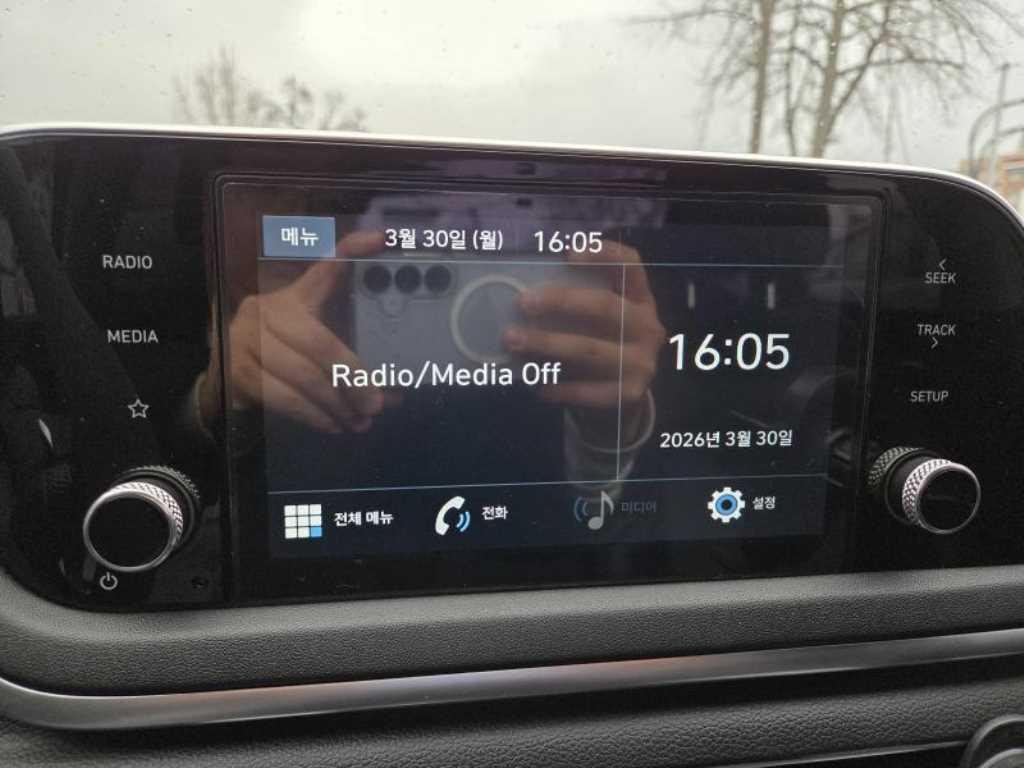 RADIO
MEDIA
메뉴
3월 30일 (월)
16:05
Radio/Media Off
16:05
2026년 3월 30일
전체 메뉴
전화
미디어
설정
SEEK
TRACK
SETUP